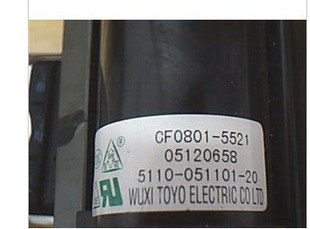 CF0801-5521
05120658
5110-051101-20
WUXI TOYO ELECTRIC CO LTD